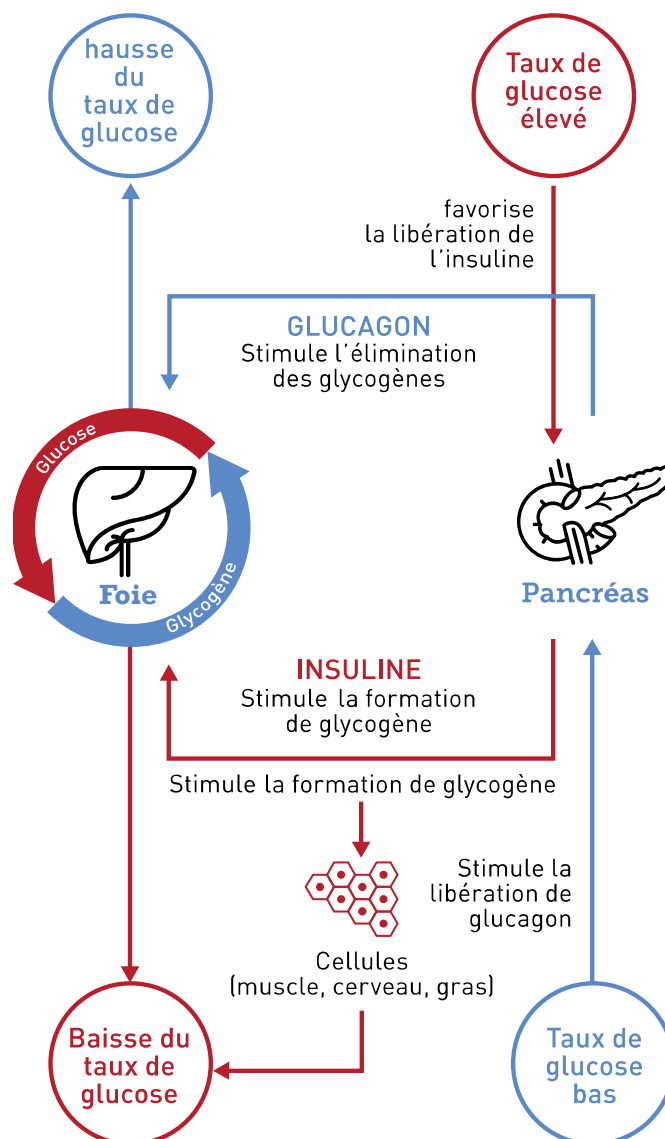 hausse
du
taux de
glucose
Taux de
glucose
élevé
favorise
la libération de
l'insuline
GLUCAGON
Stimule l'élimination
des glycogènes
Glucose
Foie
Glycogène
Pancréas
INSULINE
Stimule la formation
de glycogène
Stimule la formation de glycogène
Stimule la
libération de
glucagon
Cellules
(muscle, cerveau, gras)
Baisse du
taux de
glucose
Taux de
glucose
bas